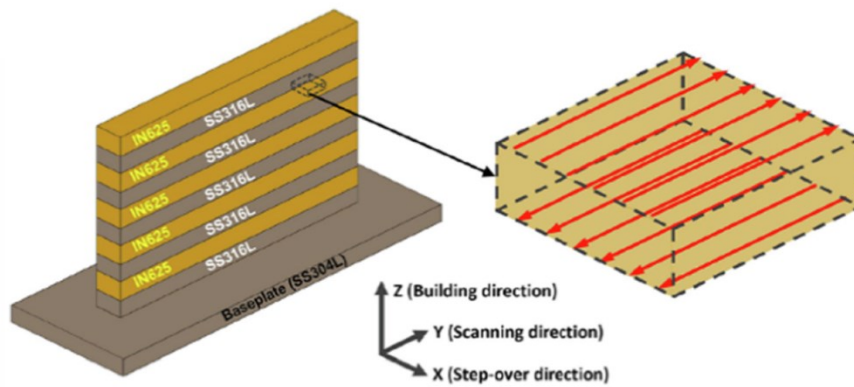 IN625
SS316L
IN625
SS316L
IN625
SS316L
IN625
SS316L
IN625
SS316L
Baseplate (SS304L)
Z (Building direction)
Y (Scanning direction)
X (Step-over direction)